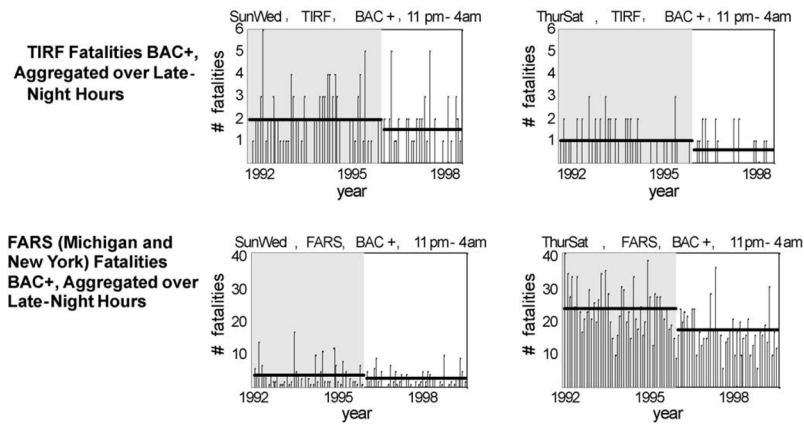 TIRF Fatalities BAC+,
Aggregated over Late-
Night Hours
SunWed , TIRF, BAC +, 11 pm - 4am
# fatalities
6
5
4
3
2
1
1992 1995 1998
year
ThurSat , TIRF, BAC +, 11 pm - 4am
# fatalities
6
5
4
3
2
1
1992 1995 1998
year
FARS (Michigan and
New York) Fatalities
BAC+, Aggregated over
Late-Night Hours
SunWed , FARS, BAC +, 11 pm - 4am
# fatalities
40
30
20
10
1992 1995 1998
year
ThurSat , FARS, BAC +, 11 pm - 4am
# fatalities
40
30
20
10
1992 1995 1998
year